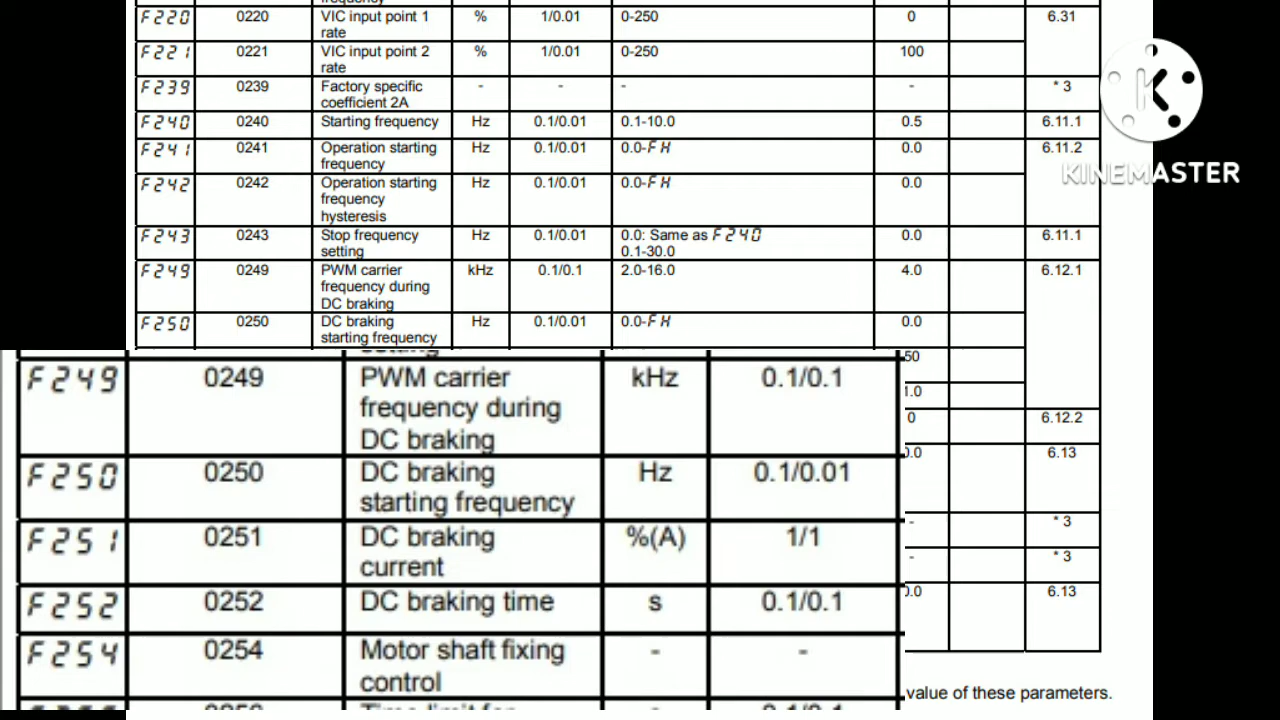 F220 0220 VIC input point 1 % 1/0.01 0-250 0 6.31
rate
F221 0221 VIC input point 2 % 1/0.01 0-250 100
rate
F239 0239 Factory specific - - - - * 3
coefficient 2A
F240 0240 Starting frequency Hz 0.1/0.01 0.1-10.0 0.5 6.11.1
F241 0241 Operation starting Hz 0.1/0.01 0.0-FH 0.0 6.11.2
frequency
F242 0242 Operation starting Hz 0.1/0.01 0.0-FH 0.0
frequency
hysteresis
F243 0243 Stop frequency Hz 0.1/0.01 0.0: Same as F240 0.0 6.11.1
setting 0.1-30.0
F249 0249 PWM carrier kHz 0.1/0.1 2.0-16.0 4.0 6.12.1
frequency during
DC braking
F250 0250 DC braking Hz 0.1/0.01 0.0-FH 0.0
starting frequency
KINEMASTER
F249 0249 PWM carrier kHz 0.1/0.1
frequency during
DC braking
F250 0250 DC braking Hz 0.1/0.01
starting frequency
F251 0251 DC braking %(A) 1/1
current
F252 0252 DC braking time s 0.1/0.1
F254 0254 Motor shaft fixing - -
control
50
1.0
0 6.12.2
0.0 6.13
- * 3
- * 3
0.0 6.13
value of these parameters.